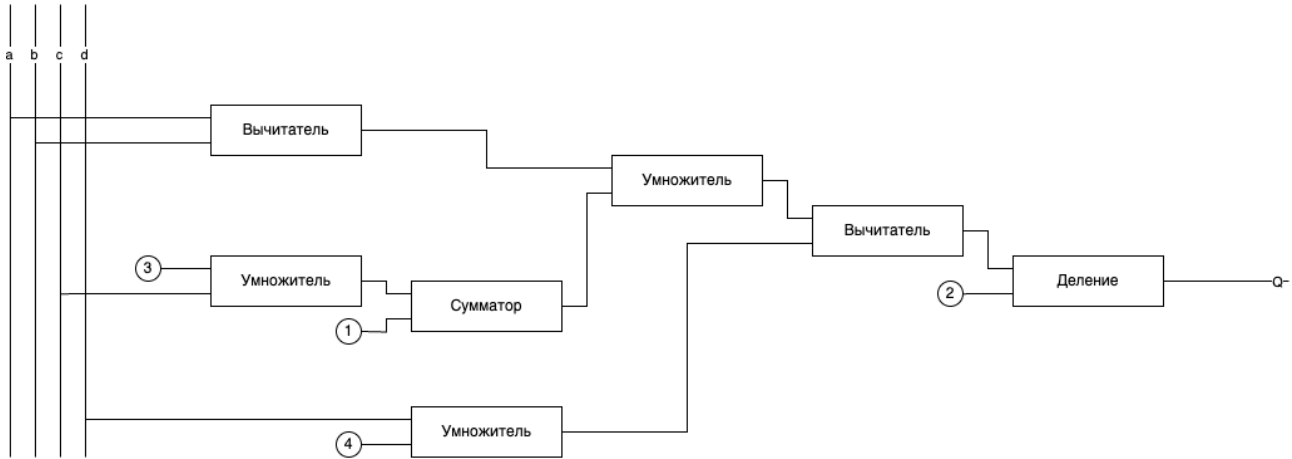 a b c d
Вычитатель
Умножитель
Вычитатель
3
Умножитель
Сумматор
1
2
Деление
Q
Умножитель
4